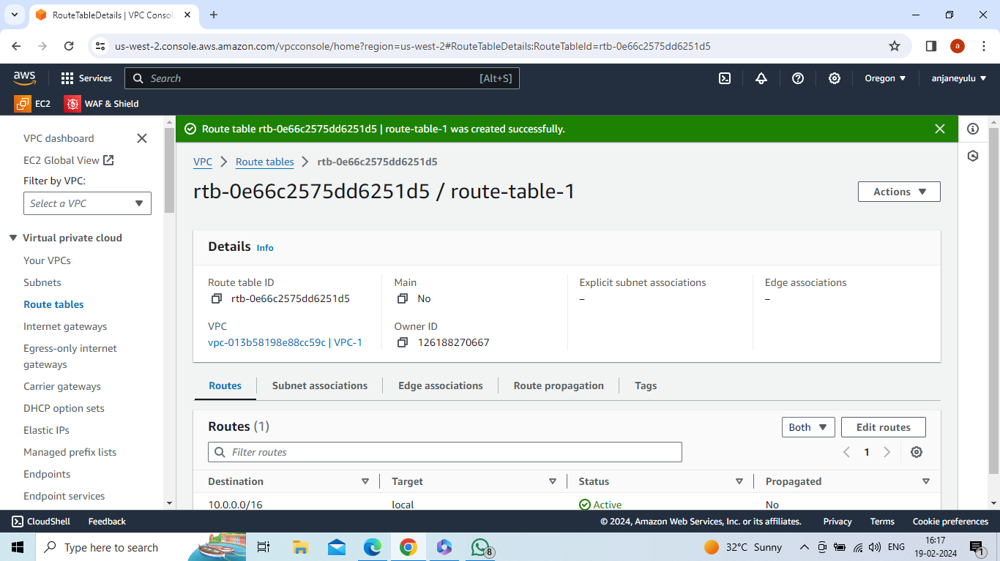 RouteTableDetails | VPC Conso
us-west-2.console.aws.amazon.com/vpcconsole/home?region=us-west-2#RouteTableDetails:RouteTableId=rtb-0e66c2575dd6251d5
a
aws Services Search [Alt+S] Oregon anjaneyulu
EC2 WAF & Shield
VPC dashboard
EC2 Global View
Filter by VPC:
Select a VPC
Virtual private cloud
Your VPCs
Subnets
Route tables
Internet gateways
Egress-only internet
gateways
Carrier gateways
DHCP option sets
Elastic IPs
Managed prefix lists
Endpoints
Endpoint services
Route table rtb-0e66c2575dd6251d5 | route-table-1 was created successfully.
VPC Route tables rtb-0e66c2575dd6251d5
rtb-0e66c2575dd6251d5 / route-table-1
Actions
Details Info
Route table ID
rtb-0e66c2575dd6251d5
VPC
vpc-013b58198e88cc59c | VPC-1
Main
No
Owner ID
126188270667
Explicit subnet associations
–
Edge associations
–
Routes Subnet associations Edge associations Route propagation Tags
Routes (1)
Both Edit routes
Filter routes
1
Destination Target Status Propagated
10.0.0.0/16 local Active No
CloudShell Feedback © 2024, Amazon Web Services, Inc. or its affiliates. Privacy Terms Cookie preferences
Type here to search
8
32°C Sunny
ENG
16:17
19-02-2024
1